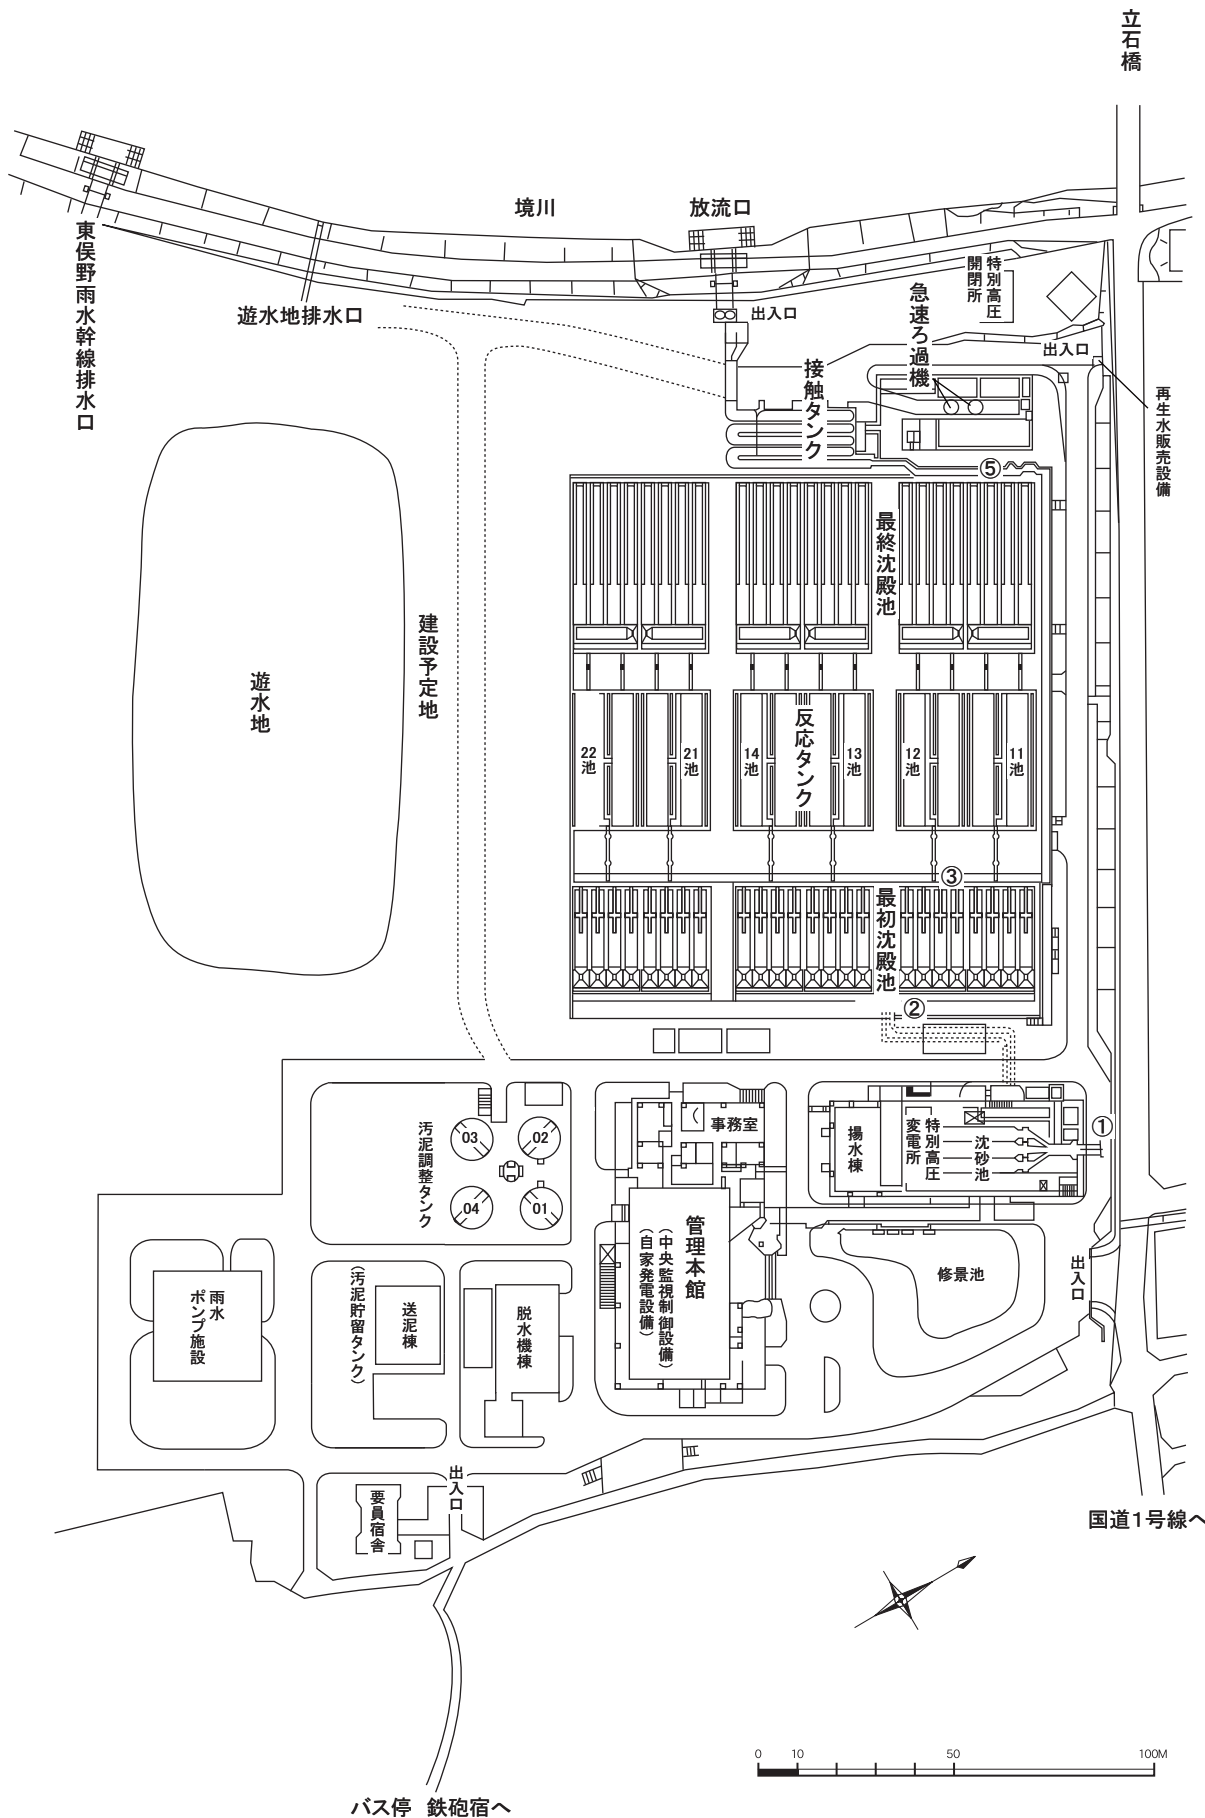 立石橋
境川
放流口
東俣野雨水幹線排水口
遊水地排水口
出入口
特別高圧
開閉所
急速ろ過機
出入口
再生水販売設備
接触タンク
⑤
最終沈殿池
建設予定地
遊水地
反応タンク
22池
21池
14池
13池
12池
11池
③
最初沈殿池
②
①
事務室
揚水棟
特別高圧
変電所
沈砂池
汚泥調整タンク
03
02
04
01
管理本館
(中央監視制御設備)
(自家発電設備)
修景池
出入口
雨水
ポンプ施設
(汚泥貯留タンク)
送泥棟
脱水機棟
出入口
要員宿舎
国道1号線へ
0 10 50 100M
バス停 鉄砲宿へ